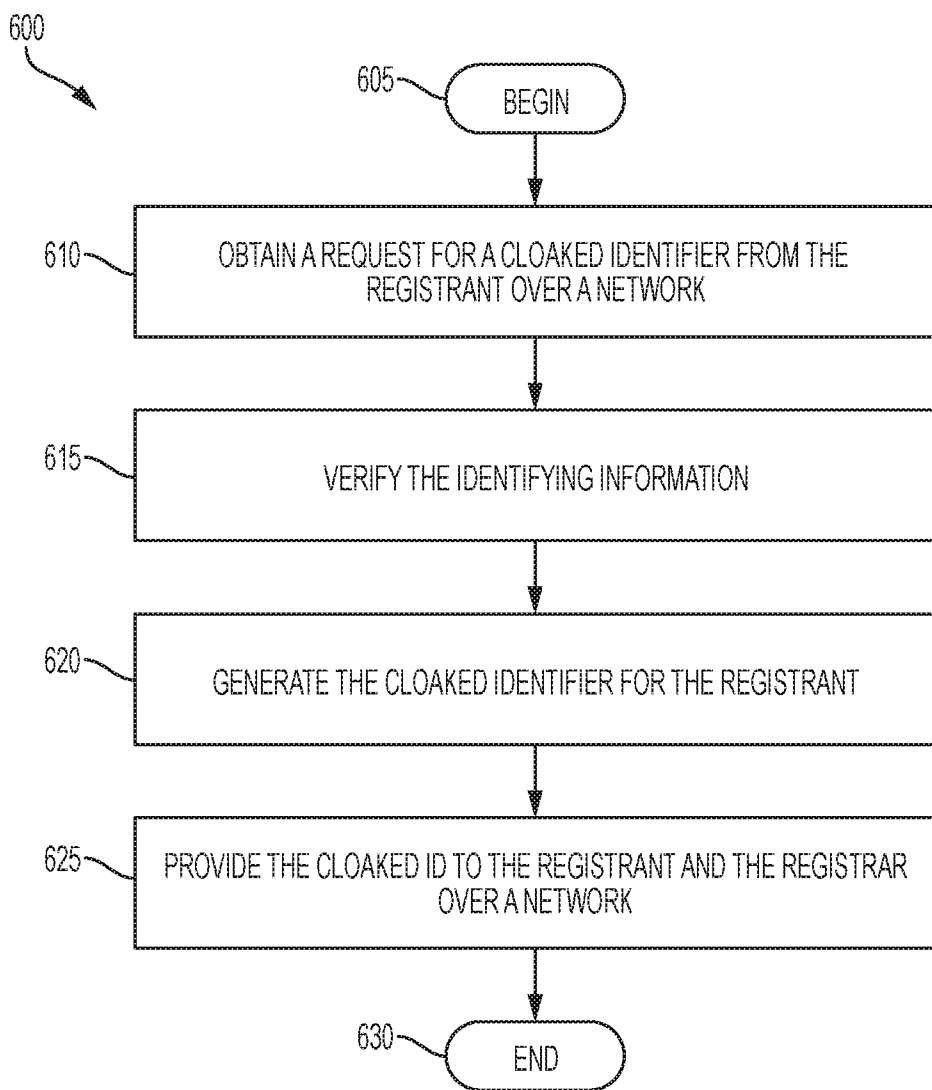 600
605
BEGIN
610
OBTAIN A REQUEST FOR A CLOAKED IDENTIFIER FROM THE
REGISTRANT OVER A NETWORK
615
VERIFY THE IDENTIFYING INFORMATION
620
GENERATE THE CLOAKED IDENTIFIER FOR THE REGISTRANT
625
PROVIDE THE CLOAKED ID TO THE REGISTRANT AND THE REGISTRAR
OVER A NETWORK
630
END